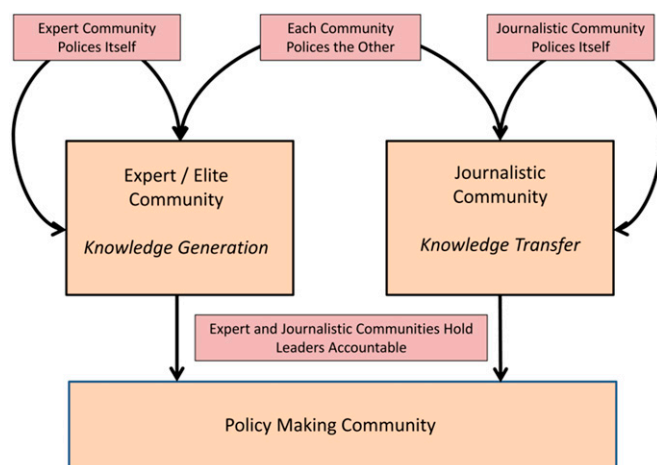 Expert Community
Polices Itself
Each Community
Polices the Other
Journalistic Community
Polices Itself
Expert / Elite
Community
Knowledge Generation
Journalistic
Community
Knowledge Transfer
Expert and Journalistic Communities Hold
Leaders Accountable
Policy Making Community